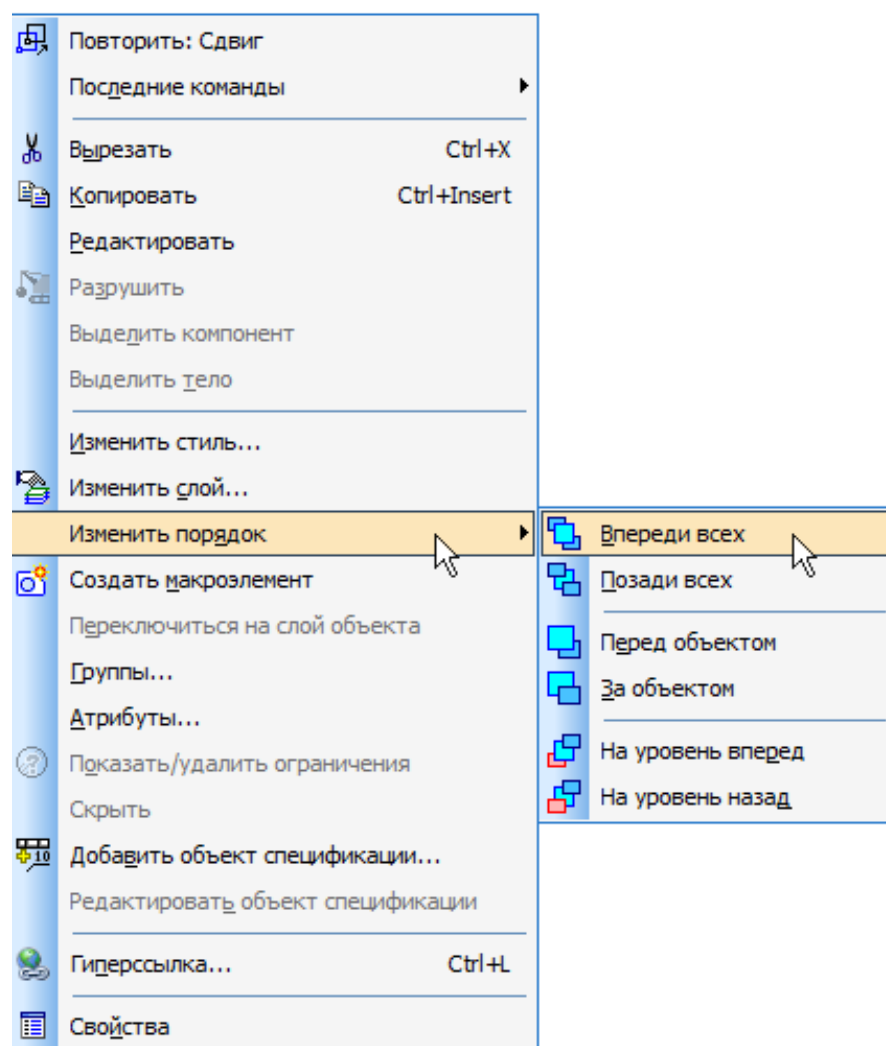 Повторить: Сдвиг
Последние команды
Вырезать Ctrl+X
Копировать Ctrl+Insert
Редактировать
Разрушить
Выделить компонент
Выделить тело
Изменить стиль...
Изменить слой...
Изменить порядок
Создать макроэлемент
Переключиться на слой объекта
Группы...
Атрибуты...
Показать/удалить ограничения
Скрыть
10
Добавить объект спецификации...
Редактировать объект спецификации
Гиперссылка... Ctrl+L
Свойства
Впереди всех
Позади всех
Перед объектом
За объектом
На уровень вперед
На уровень назад